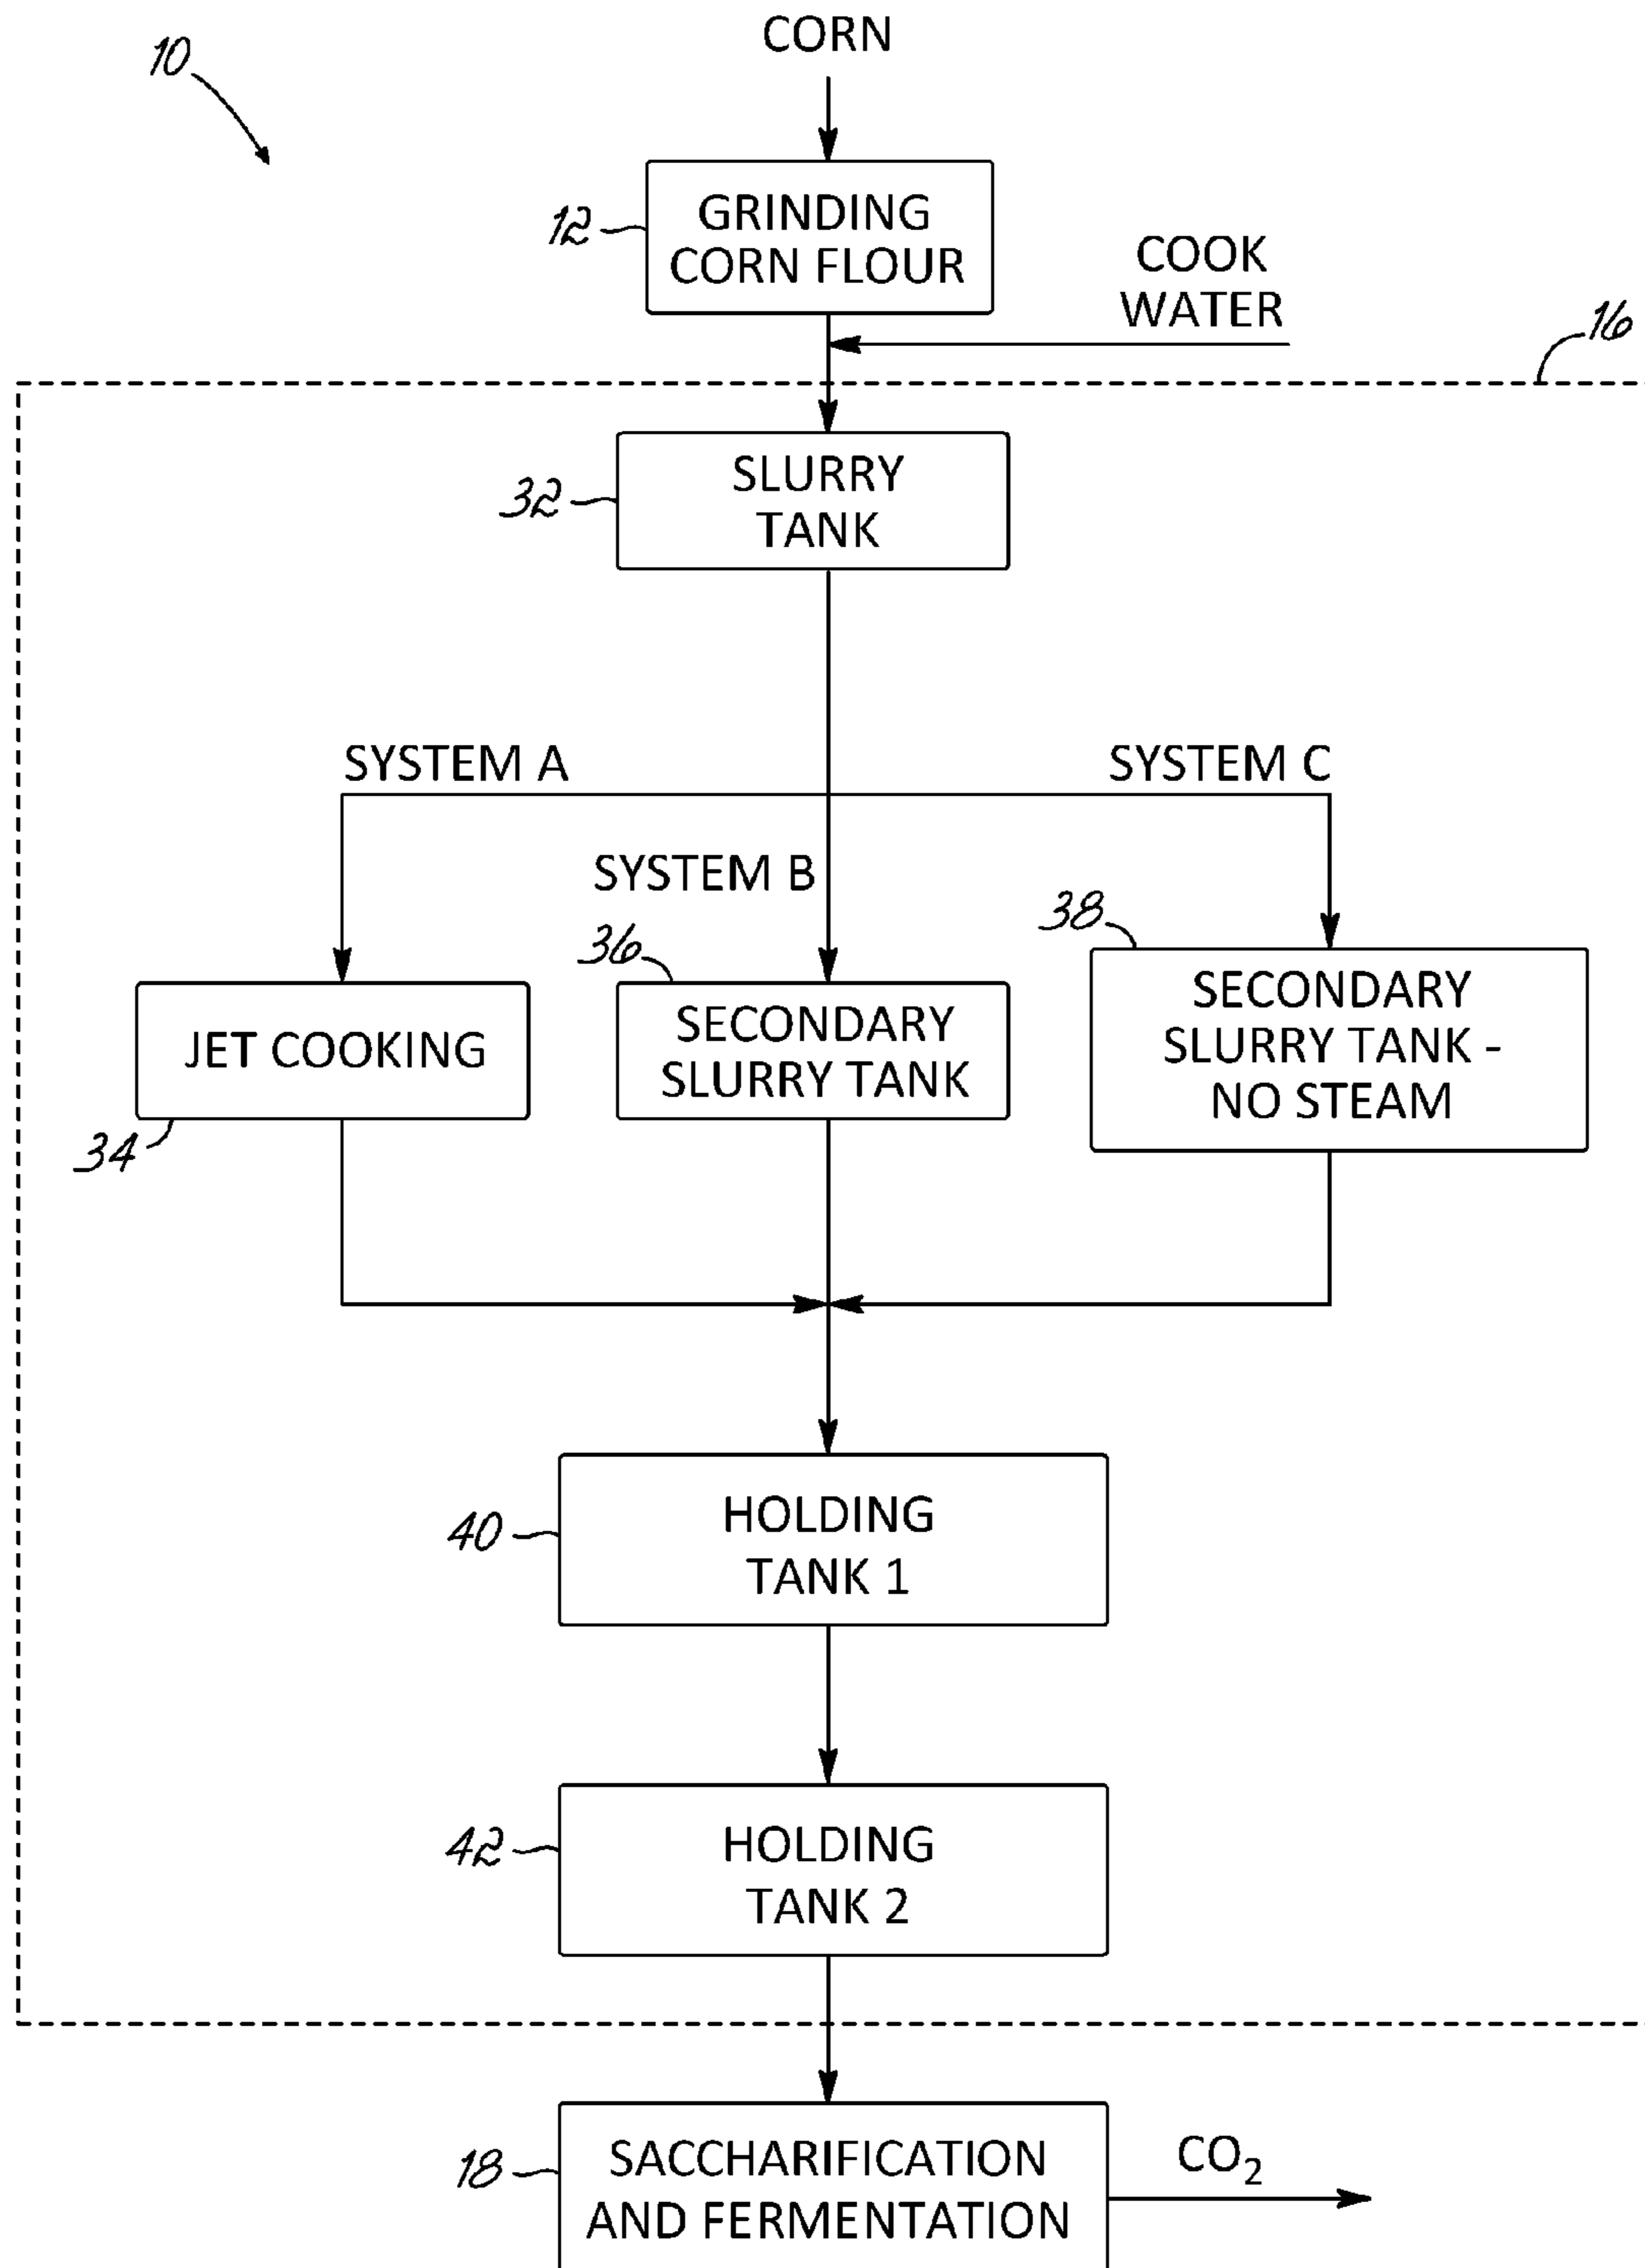 CORN
10
12
GRINDING
CORN FLOUR
COOK
WATER
16
32
SLURRY
TANK
SYSTEM A
SYSTEM C
SYSTEM B
36
38
JET COOKING
34
SECONDARY
SLURRY TANK
SECONDARY
SLURRY TANK -
NO STEAM
40
HOLDING
TANK 1
42
HOLDING
TANK 2
18
SACCHARIFICATION
AND FERMENTATION
CO₂